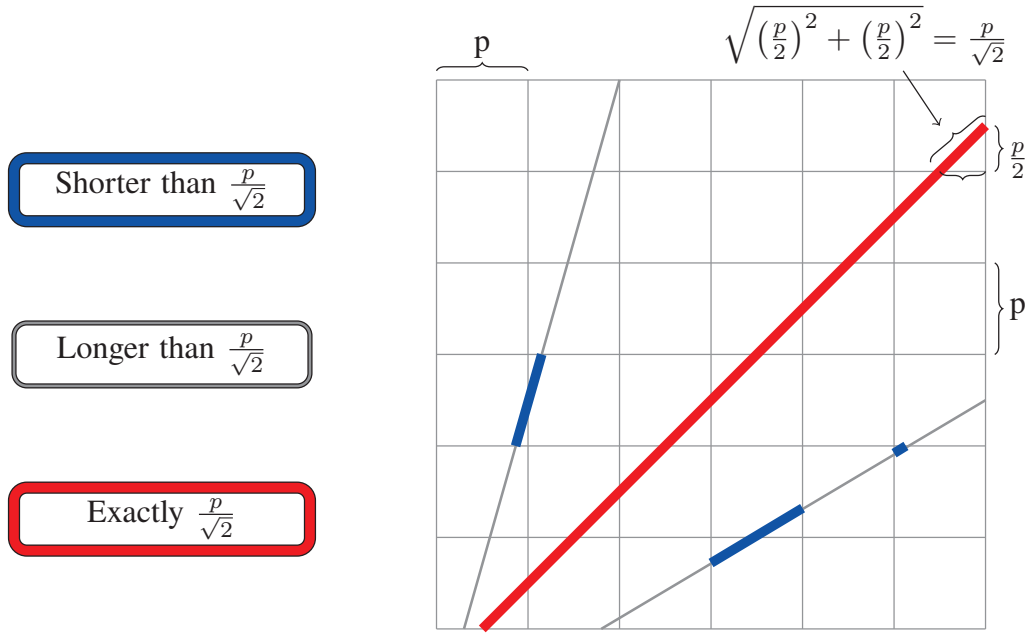 √((p/2)² + (p/2)²) = p/√2
p
p/2
Shorter than p/√2
p
Longer than p/√2
Exactly p/√2